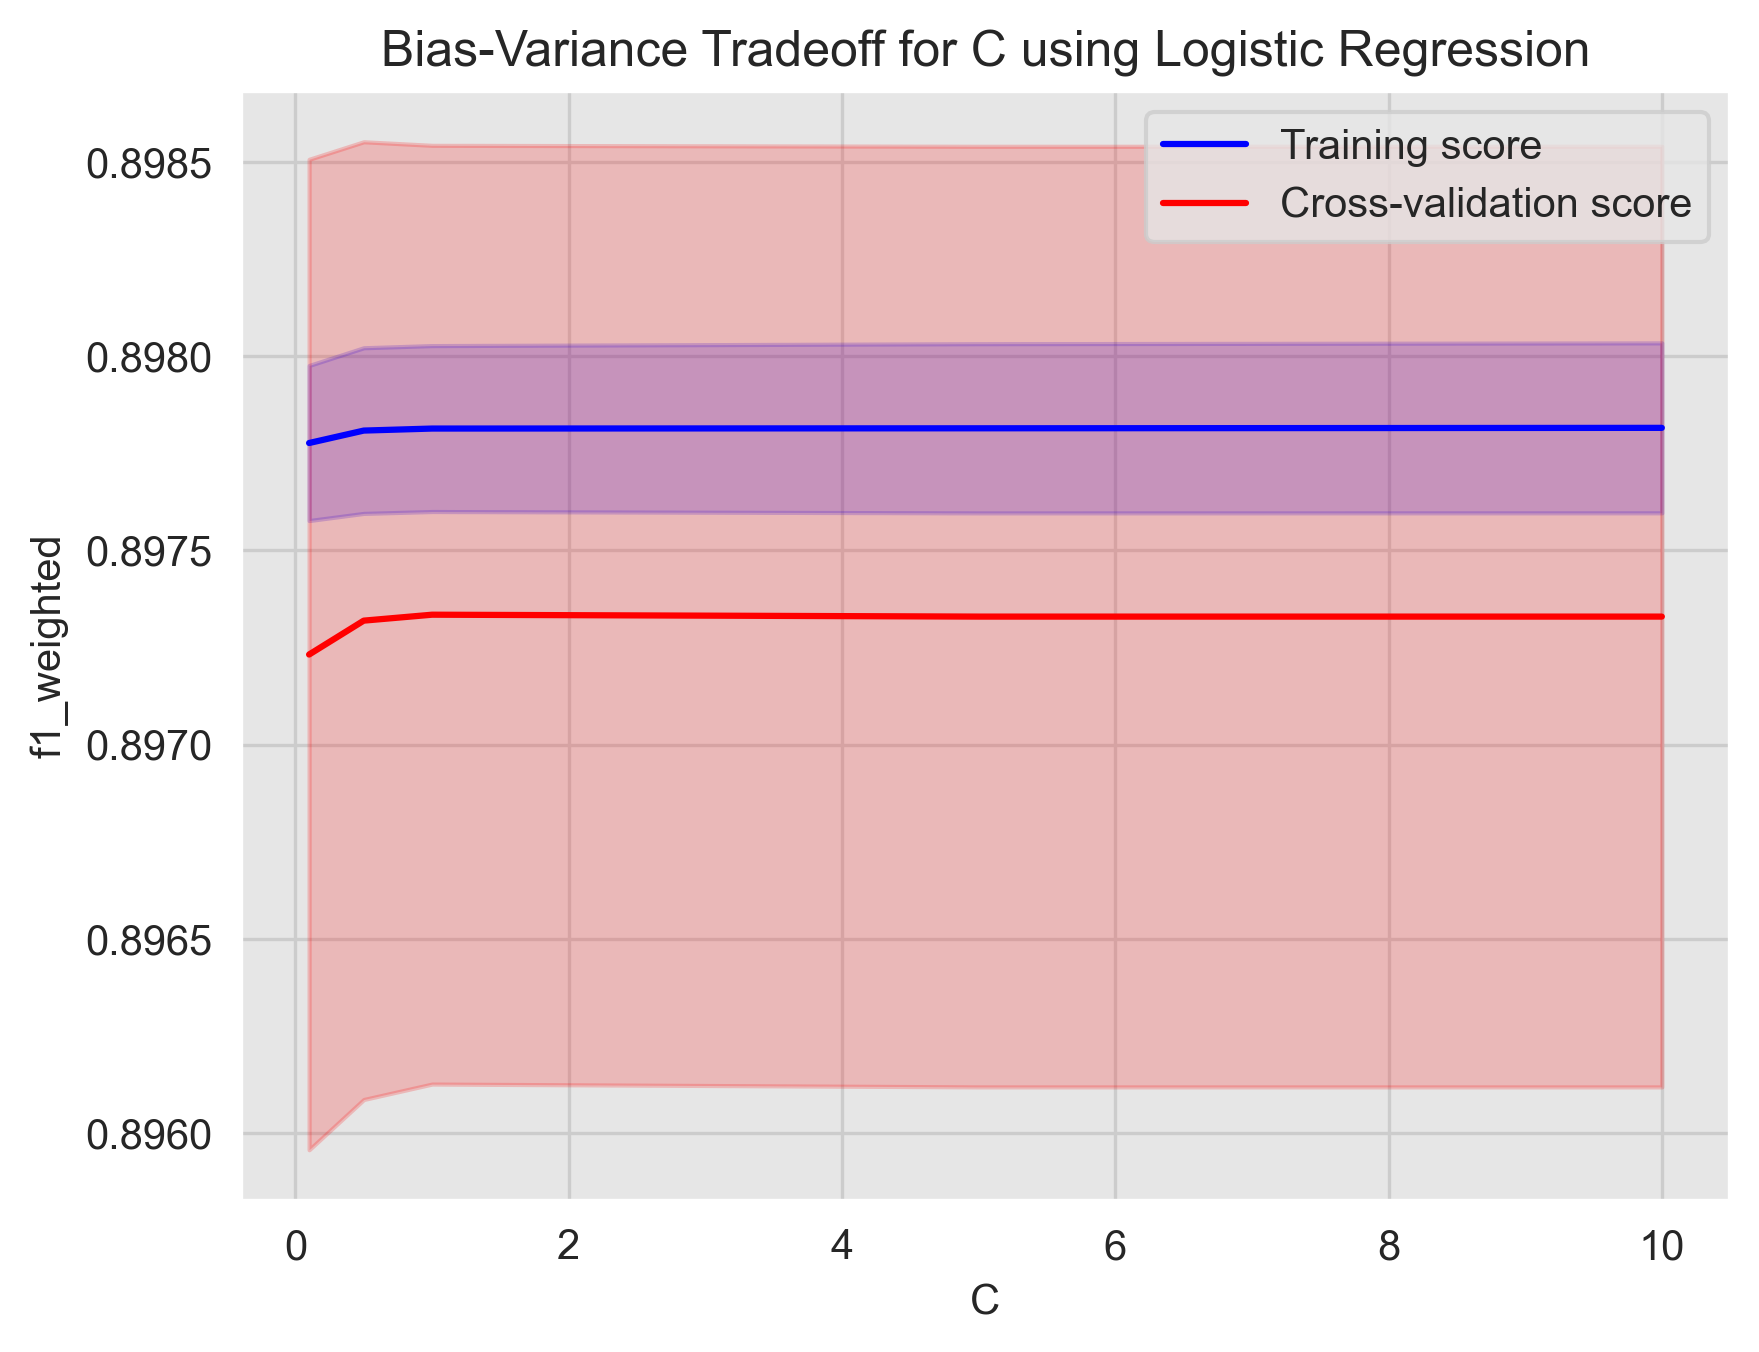 Bias-Variance Tradeoff for C using Logistic Regression
Training score
Cross-validation score
0.8985
0.8980
0.8975
0.8970
0.8965
0.8960
f1_weighted
0 2 4 6 8 10
C